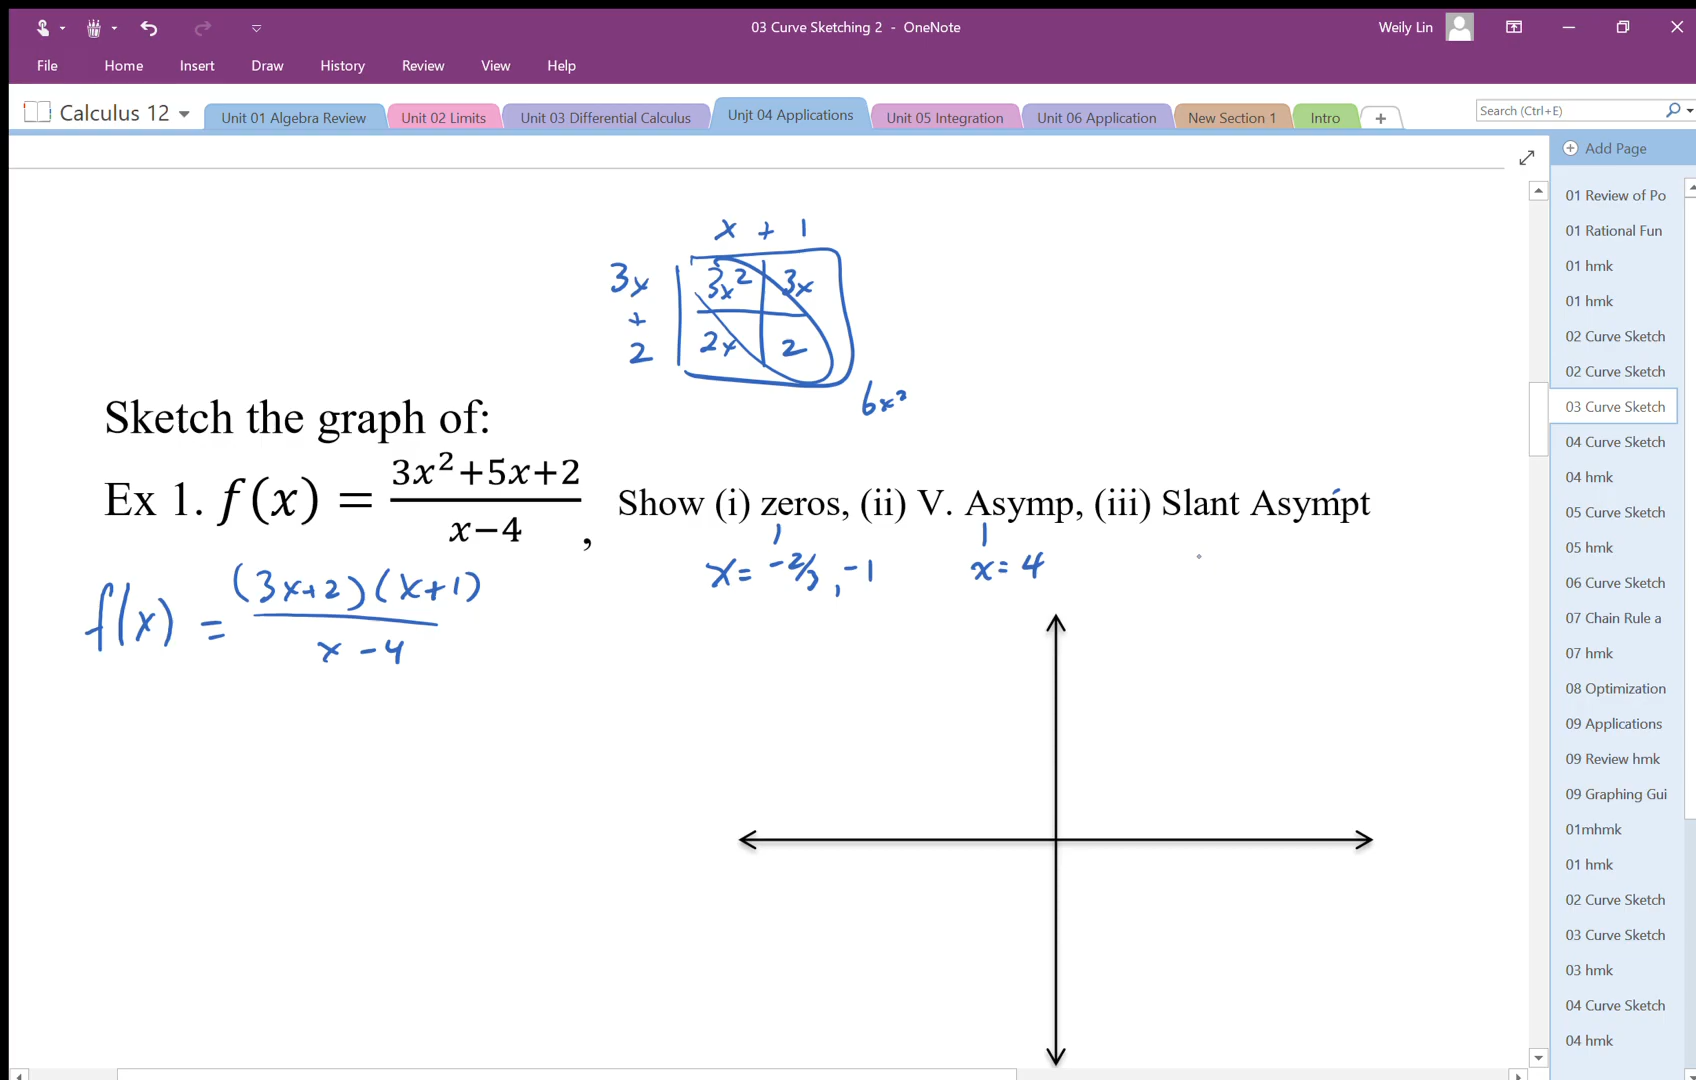 03 Curve Sketching 2 - OneNote
Weily Lin
File Home Insert Draw History Review View Help
Calculus 12
Unit 01 Algebra Review
Unit 02 Limits
Unit 03 Differential Calculus
Unjt 04 Applications
Unit 05 Integration
Unit 06 Application
New Section 1
Intro
+
Search (Ctrl+E)
x + 1
3x 3x² 3x
+
2 2x 2
6x²
Sketch the graph of:
Ex 1. f(x) = (3x²+5x+2)/(x−4) , Show (i) zeros, (ii) V. Asymp, (iii) Slant Asympt
x = -2/3, -1
x = 4
f(x) = (3x+2)(x+1)
x - 4
Add Page
01 Review of Po
01 Rational Fun
01 hmk
01 hmk
02 Curve Sketch
02 Curve Sketch
03 Curve Sketch
04 Curve Sketch
04 hmk
05 Curve Sketch
05 hmk
06 Curve Sketch
07 Chain Rule a
07 hmk
08 Optimization
09 Applications
09 Review hmk
09 Graphing Gui
01mhmk
01 hmk
02 Curve Sketch
03 Curve Sketch
03 hmk
04 Curve Sketch
04 hmk